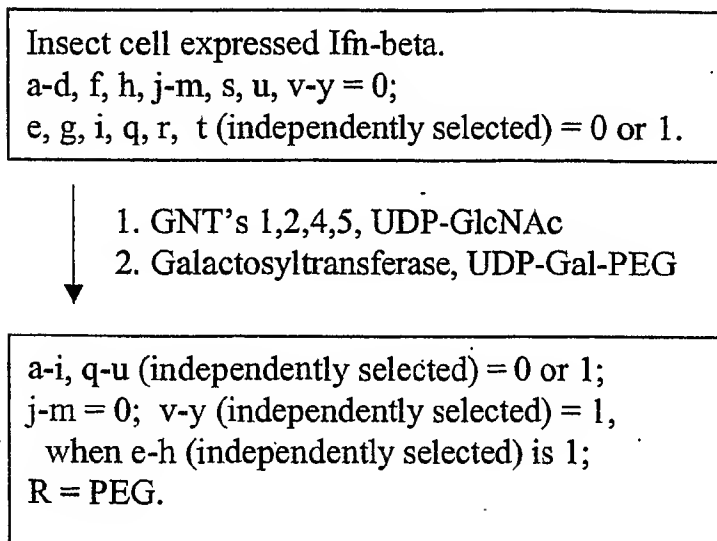 Insect cell expressed Ifn-beta.
a-d, f, h, j-m, s, u, v-y = 0;
e, g, i, q, r, t (independently selected) = 0 or 1.
1. GNT's 1,2,4,5, UDP-GlcNAc
2. Galactosyltransferase, UDP-Gal-PEG
a-i, q-u (independently selected) = 0 or 1;
j-m = 0; v-y (independently selected) = 1,
when e-h (independently selected) is 1;
R = PEG.